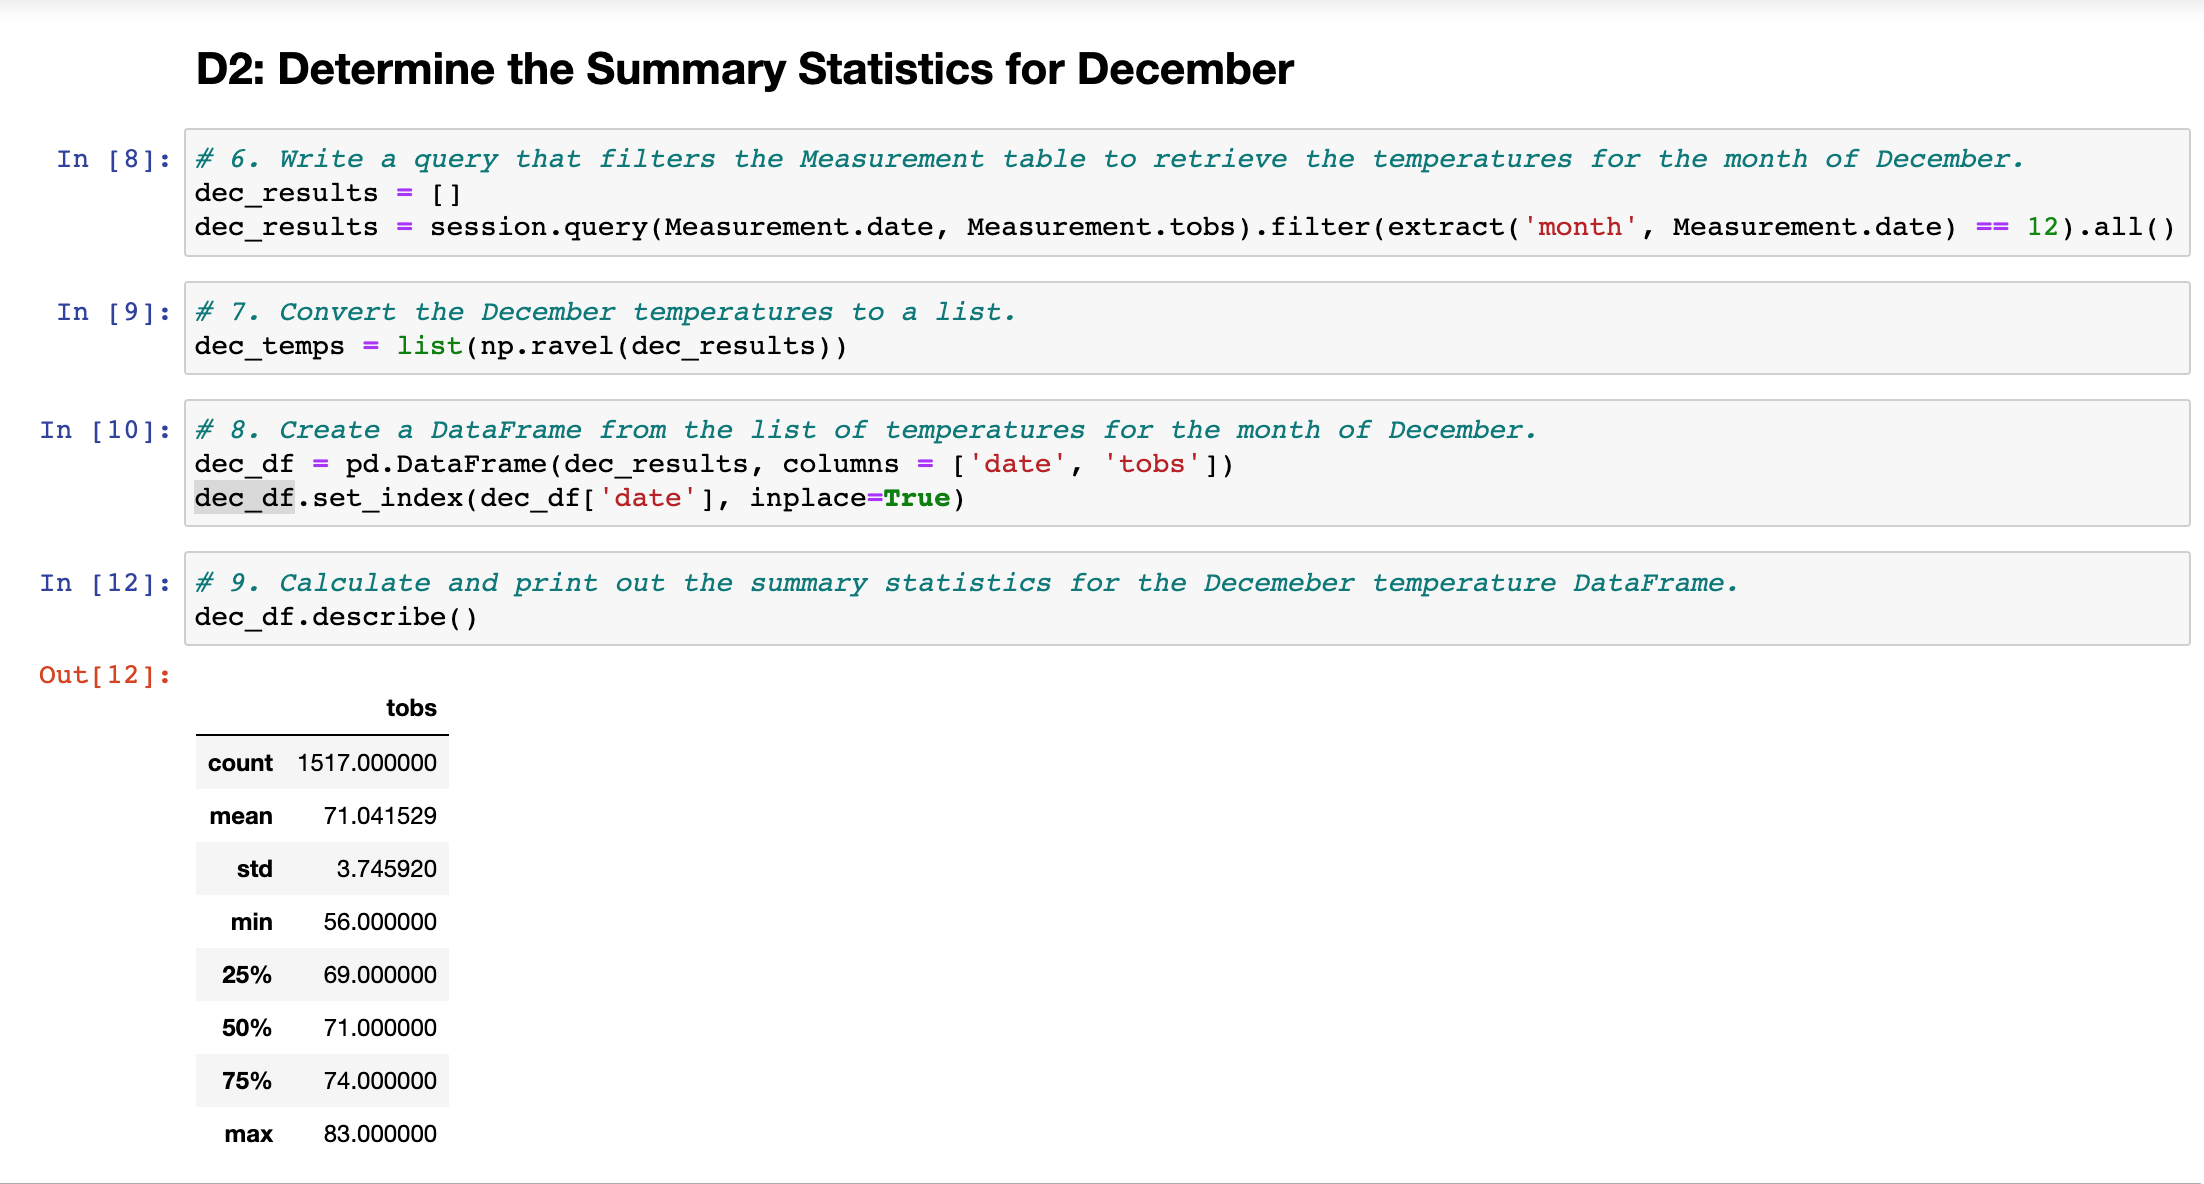 D2: Determine the Summary Statistics for December
In [8]: # 6. Write a query that filters the Measurement table to retrieve the temperatures for the month of December.
dec_results = []
dec_results = session.query(Measurement.date, Measurement.tobs).filter(extract('month', Measurement.date) == 12).all()
In [9]: # 7. Convert the December temperatures to a list.
dec_temps = list(np.ravel(dec_results))
In [10]: # 8. Create a DataFrame from the list of temperatures for the month of December.
dec_df = pd.DataFrame(dec_results, columns = ['date', 'tobs'])
dec_df.set_index(dec_df['date'], inplace=True)
In [12]: # 9. Calculate and print out the summary statistics for the Decemeber temperature DataFrame.
dec_df.describe()
Out[12]:
tobs
count 1517.000000
mean 71.041529
std 3.745920
min 56.000000
25% 69.000000
50% 71.000000
75% 74.000000
max 83.000000